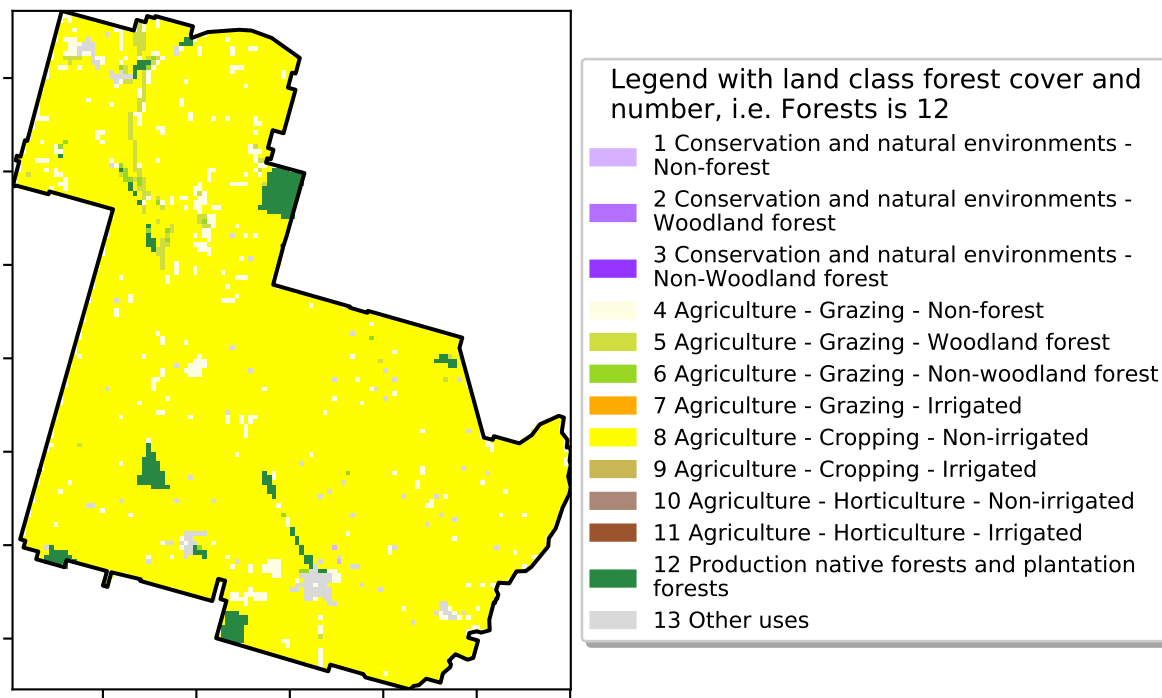 Legend with land class forest cover and
number, i.e. Forests is 12
1 Conservation and natural environments -
Non-forest
2 Conservation and natural environments -
Woodland forest
3 Conservation and natural environments -
Non-Woodland forest
4 Agriculture - Grazing - Non-forest
5 Agriculture - Grazing - Woodland forest
6 Agriculture - Grazing - Non-woodland forest
7 Agriculture - Grazing - Irrigated
8 Agriculture - Cropping - Non-irrigated
9 Agriculture - Cropping - Irrigated
10 Agriculture - Horticulture - Non-irrigated
11 Agriculture - Horticulture - Irrigated
12 Production native forests and plantation
forests
13 Other uses